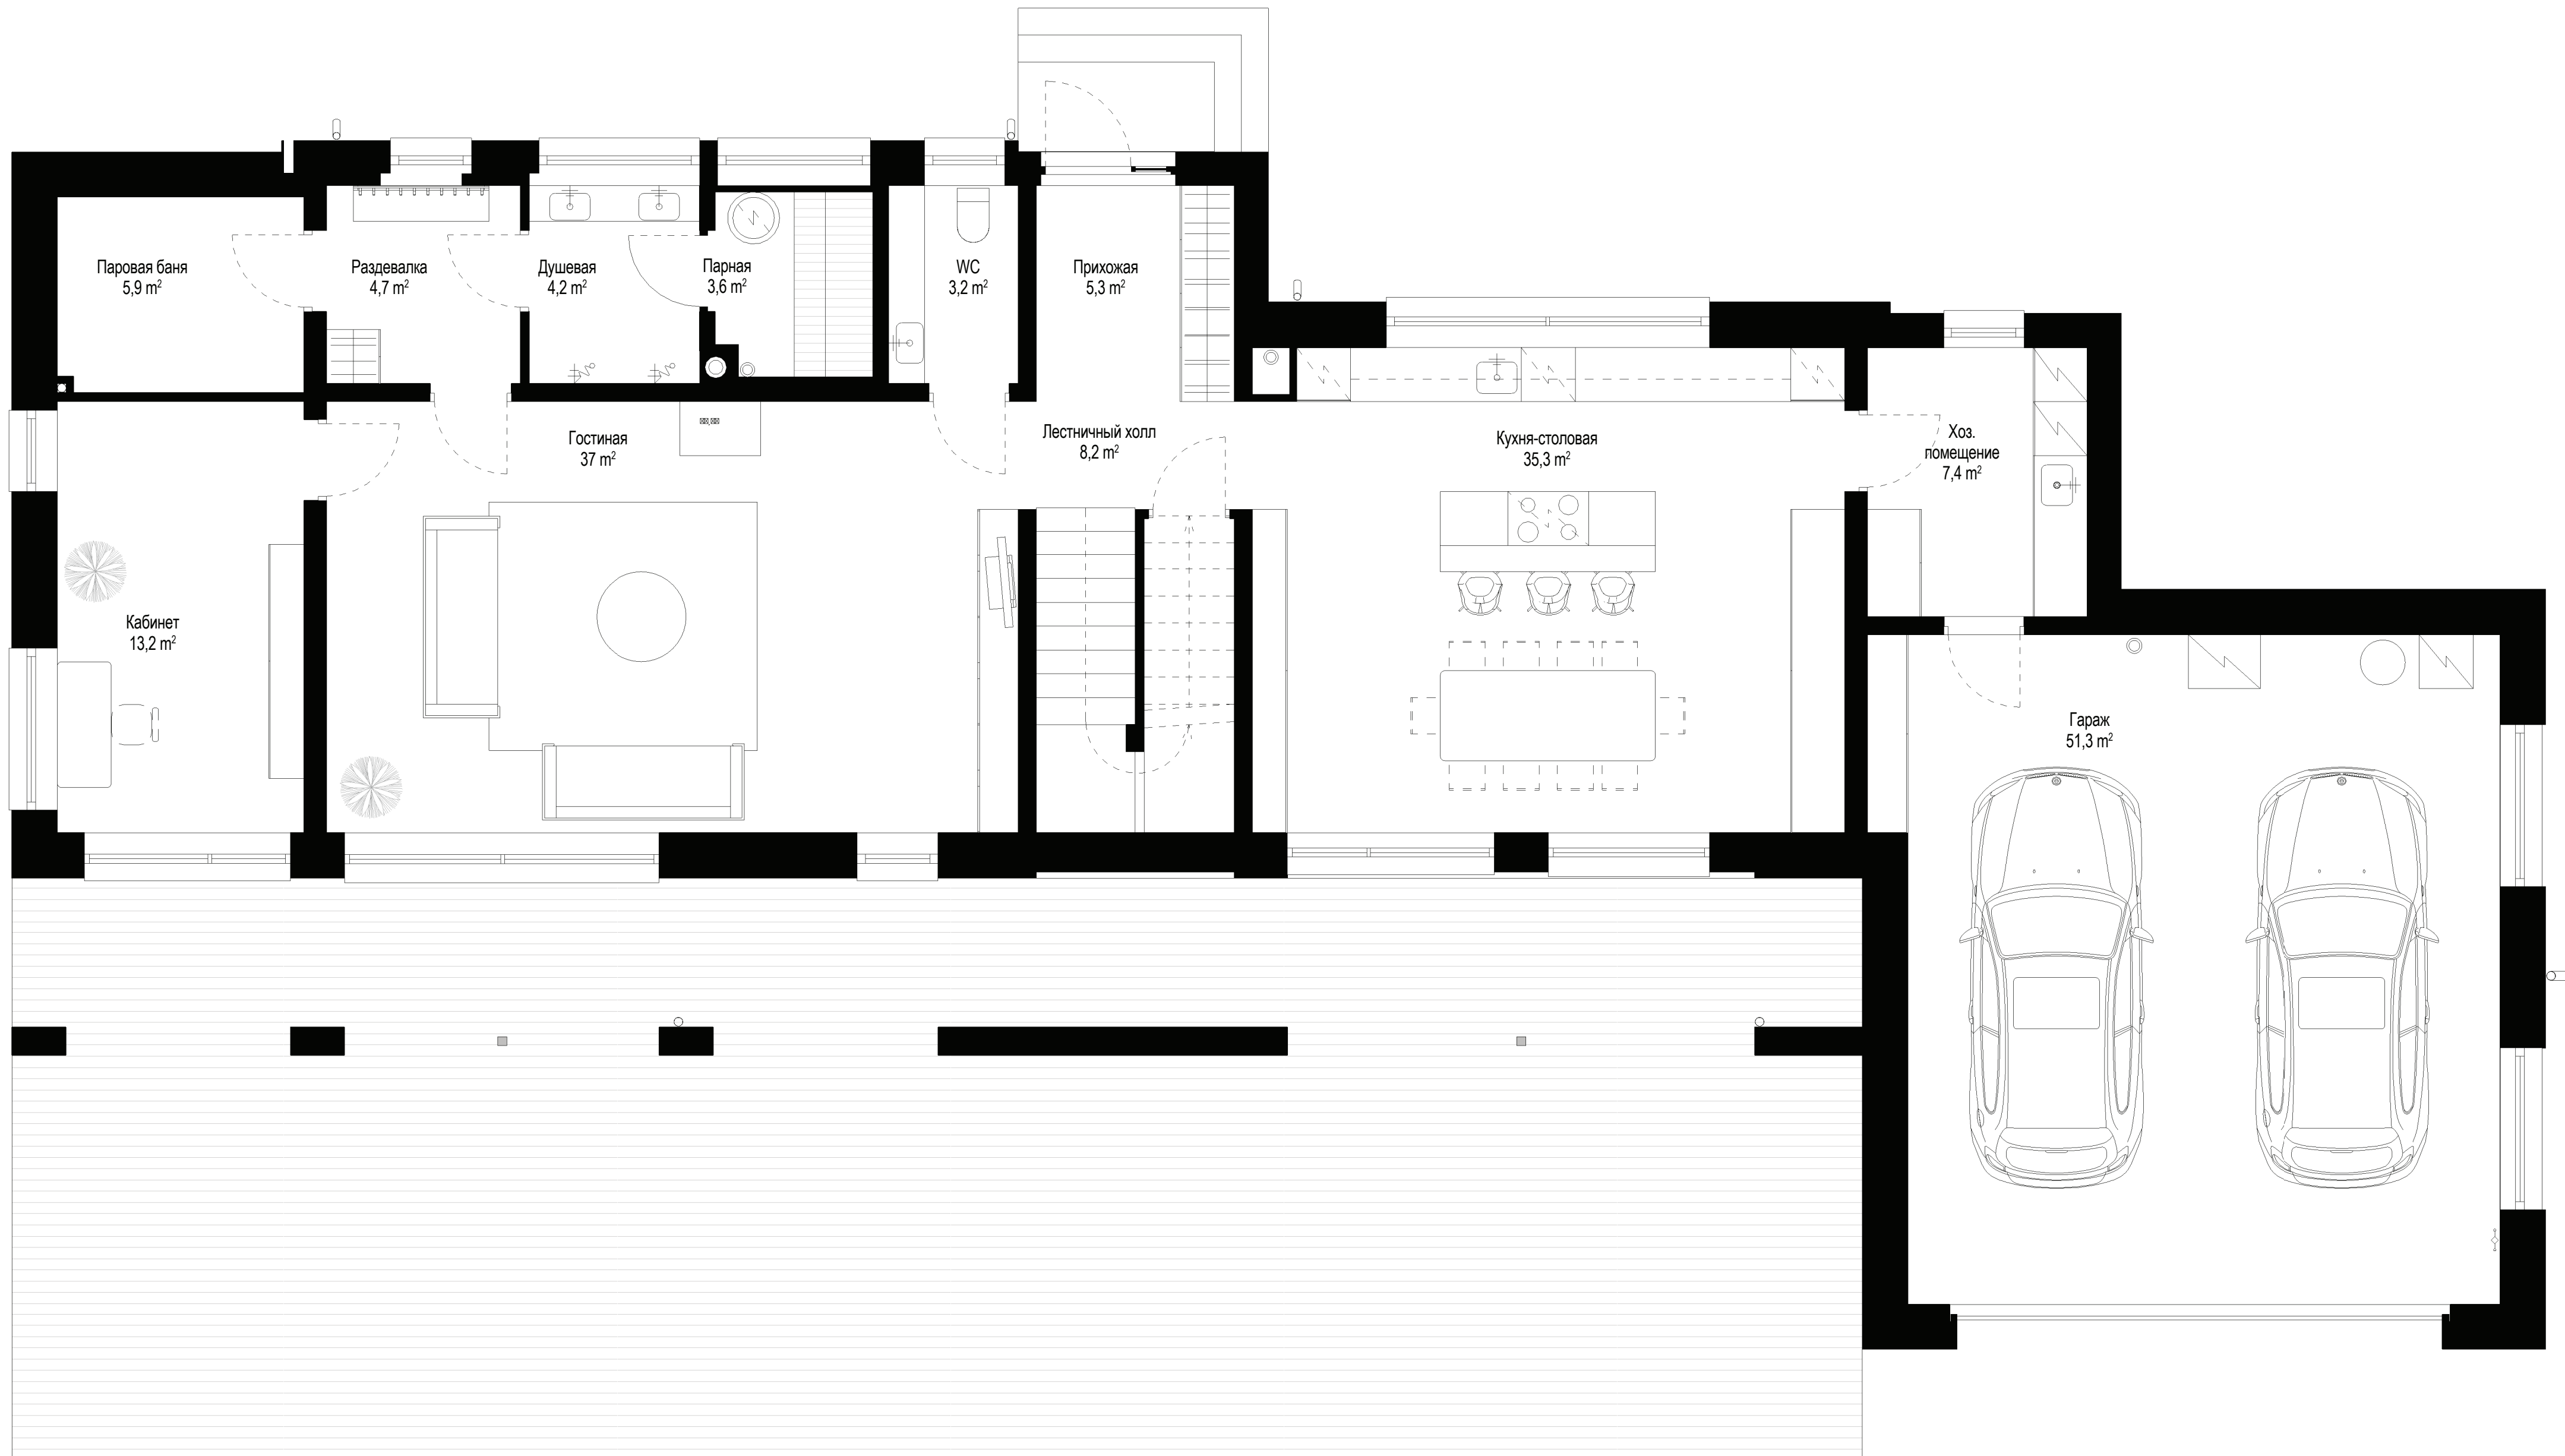 Паровая баня
5,9 m²
Раздевалка
4,7 m²
Душевая
4,2 m²
Парная
3,6 m²
WC
3,2 m²
Прихожая
5,3 m²
Гостиная
37 m²
Лестничный холл
8,2 m²
Кухня-столовая
35,3 m²
Хоз.
помещение
7,4 m²
Кабинет
13,2 m²
Гараж
51,3 m²